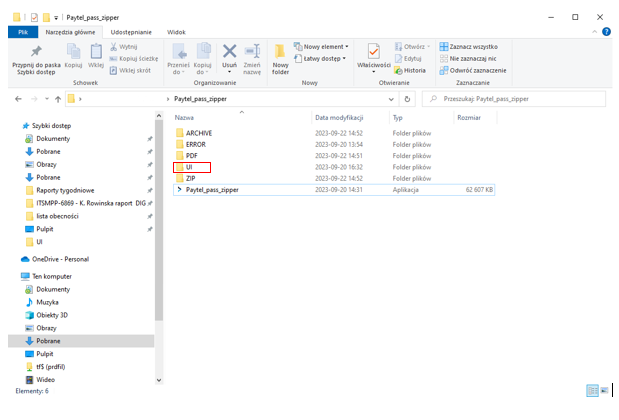 Paytel_pass_zipper
Plik Narzędzia główne Udostępnianie Widok
Przypnij do paska Szybki dostęp
Kopiuj
Wklej
Wytnij
Kopiuj ścieżkę
Wklej skrót
Schowek
Przenieś do
Kopiuj do
Usuń
Zmień nazwę
Organizowanie
Nowy folder
Nowy element
Łatwy dostęp
Nowy
Właściwości
Otwórz
Edytuj
Historia
Otwieranie
Zaznacz wszystko
Nie zaznaczaj nic
Odwróć zaznaczenie
Zaznaczanie
Paytel_pass_zipper
Przeszukaj: Paytel_pass_zipper
Szybki dostęp
Dokumenty
Pobrane
Obrazy
Pobrane
Raporty tygodniowe
ITSMPP-6869 - K. Rowinska raport DIG
lista obecności
Pulpit
UI
OneDrive - Personal
Ten komputer
Dokumenty
Muzyka
Obiekty 3D
Obrazy
Pobrane
Pulpit
tf$ (prdfil)
Wideo
Nazwa Data modyfikacji Typ Rozmiar
ARCHIVE 2023-09-22 14:52 Folder plików
ERROR 2023-09-20 13:54 Folder plików
PDF 2023-09-22 14:51 Folder plików
UI 2023-09-20 16:32 Folder plików
ZIP 2023-09-22 14:52 Folder plików
Paytel_pass_zipper 2023-09-20 14:31 Aplikacja 62 607 KB
Elementy: 6